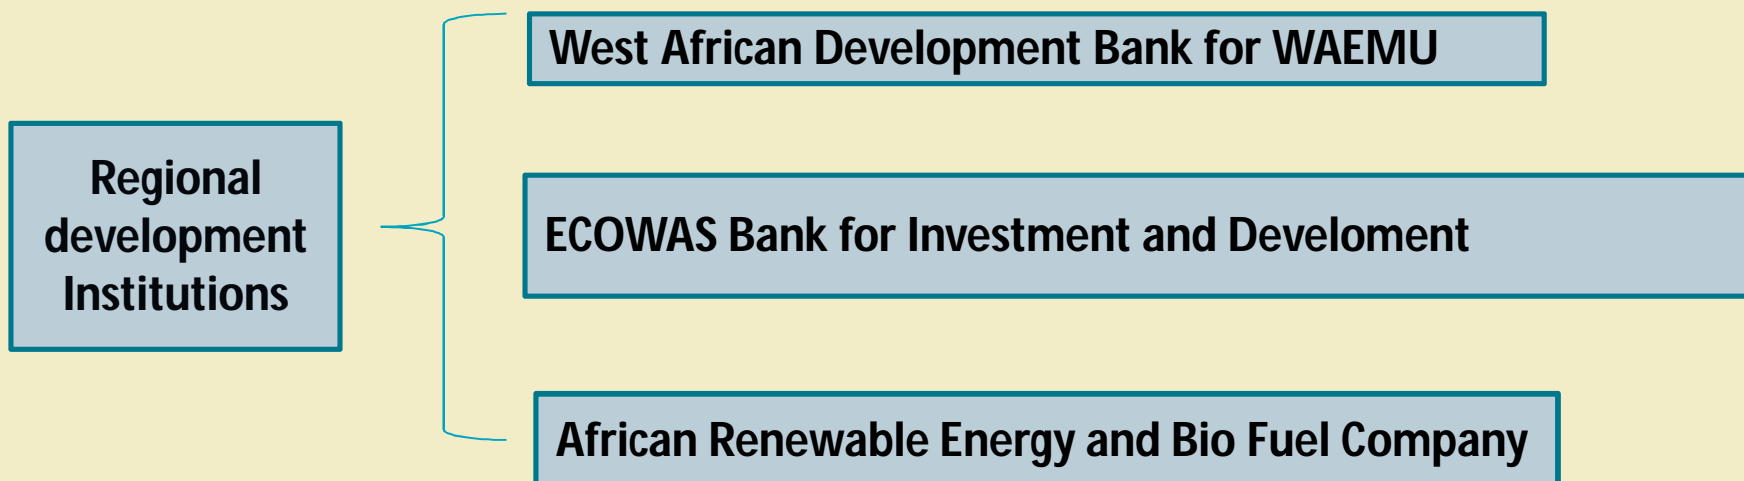 West African Development Bank for WAEMU
Regional
development
Institutions
ECOWAS Bank for Investment and Develoment
African Renewable Energy and Bio Fuel Company